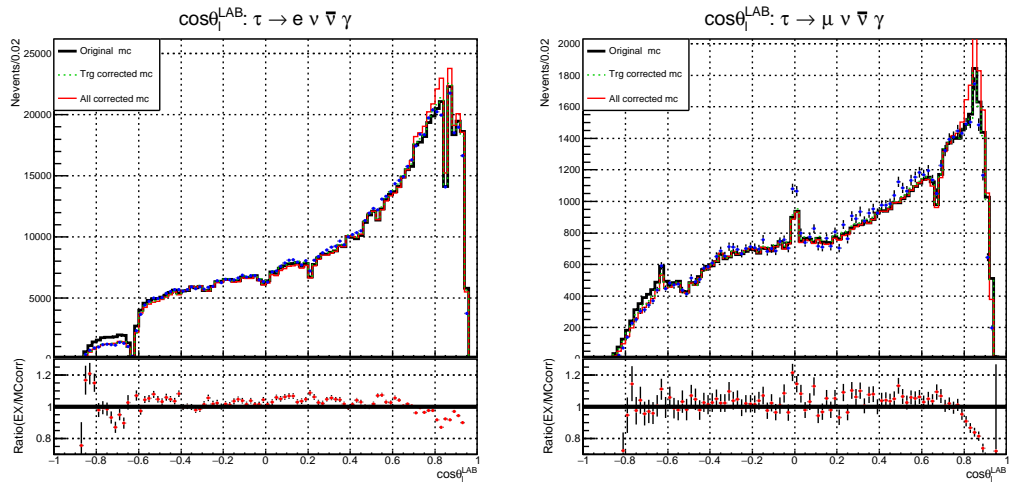 cosθ_l^LAB: τ → e ν ν̅ γ
Nevents/0.02
Original mc
Trg corrected mc
All corrected mc
25000
20000
15000
10000
5000
0
Ratio(EX/MCcorr)
1.2
1
0.8
−1 −0.8 −0.6 −0.4 −0.2 0 0.2 0.4 0.6 0.8 1
cosθ_l^LAB
cosθ_l^LAB: τ → μ ν ν̅ γ
Nevents/0.02
Original mc
Trg corrected mc
All corrected mc
2000
1800
1600
1400
1200
1000
800
600
400
200
0
Ratio(EX/MCcorr)
1.2
1
0.8
−1 −0.8 −0.6 −0.4 −0.2 0 0.2 0.4 0.6 0.8 1
cosθ_l^LAB